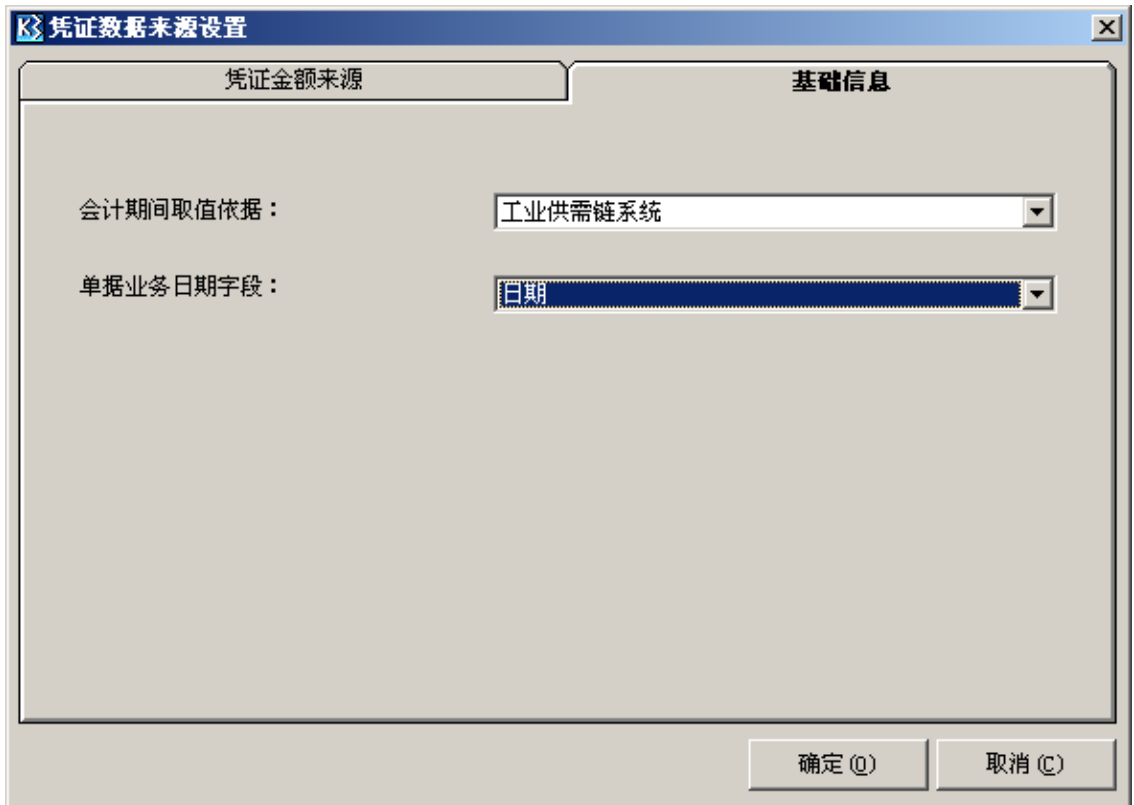 K3 凭证数据来源设置
凭证金额来源
基础信息
会计期间取值依据：
工业供需链系统
单据业务日期字段：
日期
确定(O)
取消(C)